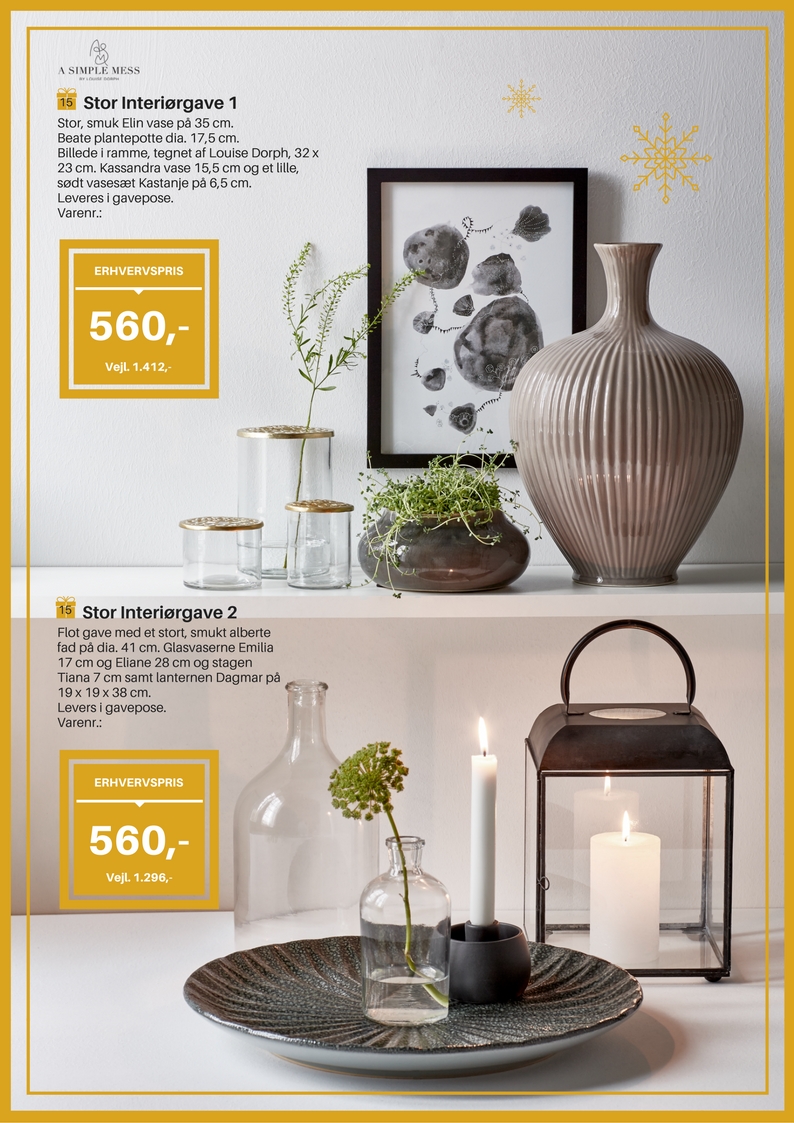 A SIMPLE MESS
BY LOUISE DORPH
15 Stor Interiørgave 1
Stor, smuk Elin vase på 35 cm.
Beate plantepotte dia. 17,5 cm.
Billede i ramme, tegnet af Louise Dorph, 32 x
23 cm. Kassandra vase 15,5 cm og et lille,
sødt vasesæt Kastanje på 6,5 cm.
Leveres i gavepose.
Varenr.:
ERHVERVSPRIS
560,-
Vejl. 1.412,-
15 Stor Interiørgave 2
Flot gave med et stort, smukt alberte
fad på dia. 41 cm. Glasvaserne Emilia
17 cm og Eliane 28 cm og stagen
Tiana 7 cm samt lanternen Dagmar på
19 x 19 x 38 cm.
Levers i gavepose.
Varenr.:
ERHVERVSPRIS
560,-
Vejl. 1.296,-